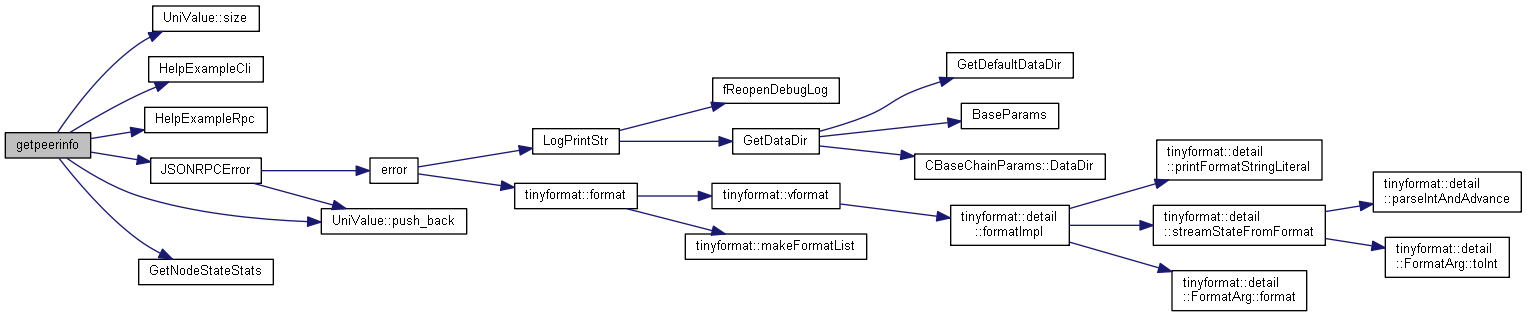 getpeerinfo
UniValue::size
HelpExampleCli
HelpExampleRpc
JSONRPCError
UniValue::push_back
GetNodeStateStats
error
LogPrintStr
tinyformat::format
fReopenDebugLog
GetDataDir
tinyformat::vformat
tinyformat::makeFormatList
GetDefaultDataDir
BaseParams
CBaseChainParams::DataDir
tinyformat::detail
::formatImpl
tinyformat::detail
::printFormatStringLiteral
tinyformat::detail
::streamStateFromFormat
tinyformat::detail
::FormatArg::format
tinyformat::detail
::parseIntAndAdvance
tinyformat::detail
::FormatArg::toInt